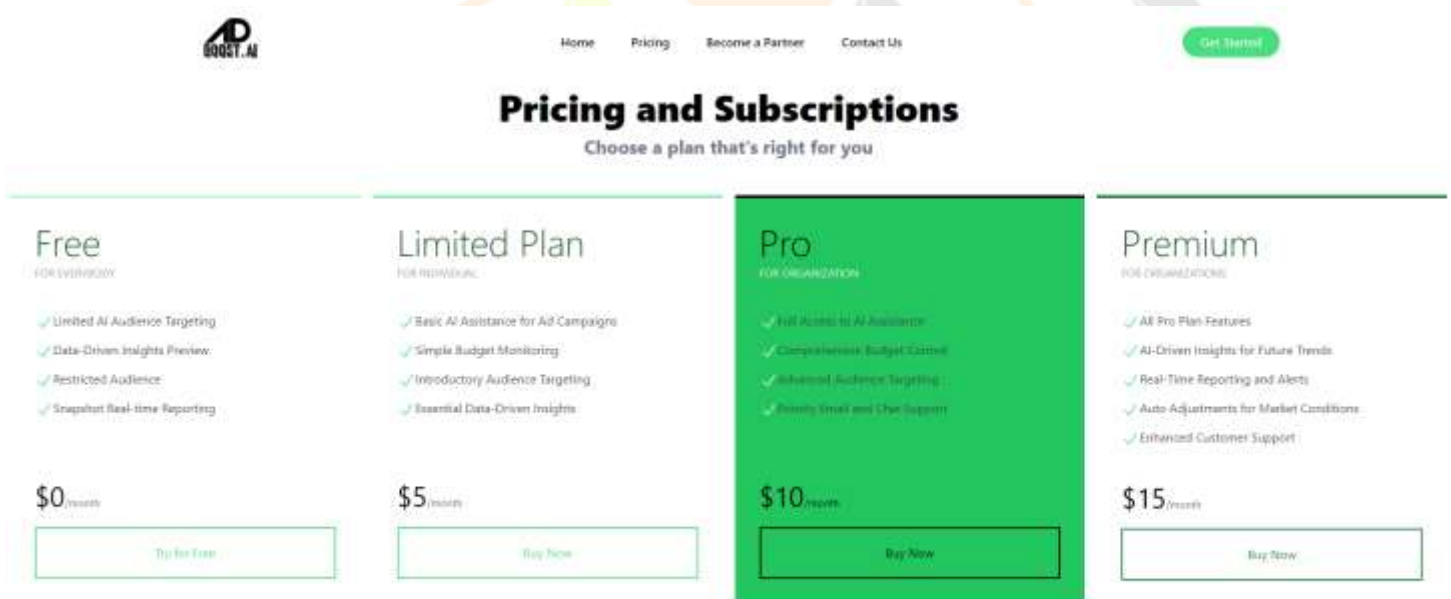 AD
BOOST.AI
Home Pricing Become a Partner Contact Us Get Started
Pricing and Subscriptions
Choose a plan that's right for you
Free
FOR EVERYBODY
Limited AI Audience Targeting
Data-Driven Insights Preview
Restricted Audience
Snapshot Real-time Reporting
$0/month
Try for Free
Limited Plan
FOR INDIVIDUAL
Basic AI Assistance for Ad Campaigns
Simple Budget Monitoring
Introductory Audience Targeting
Essential Data-Driven Insights
$5/month
Buy Now
Pro
FOR ORGANIZATION
Full Access to AI Assistance
Comprehensive Budget Control
Advanced Audience Targeting
Priority Email and Chat Support
$10/month
Buy Now
Premium
FOR ORGANIZATIONS
All Pro Plan Features
AI-Driven Insights for Future Trends
Real-Time Reporting and Alerts
Auto Adjustments for Market Conditions
Enhanced Customer Support
$15/month
Buy Now